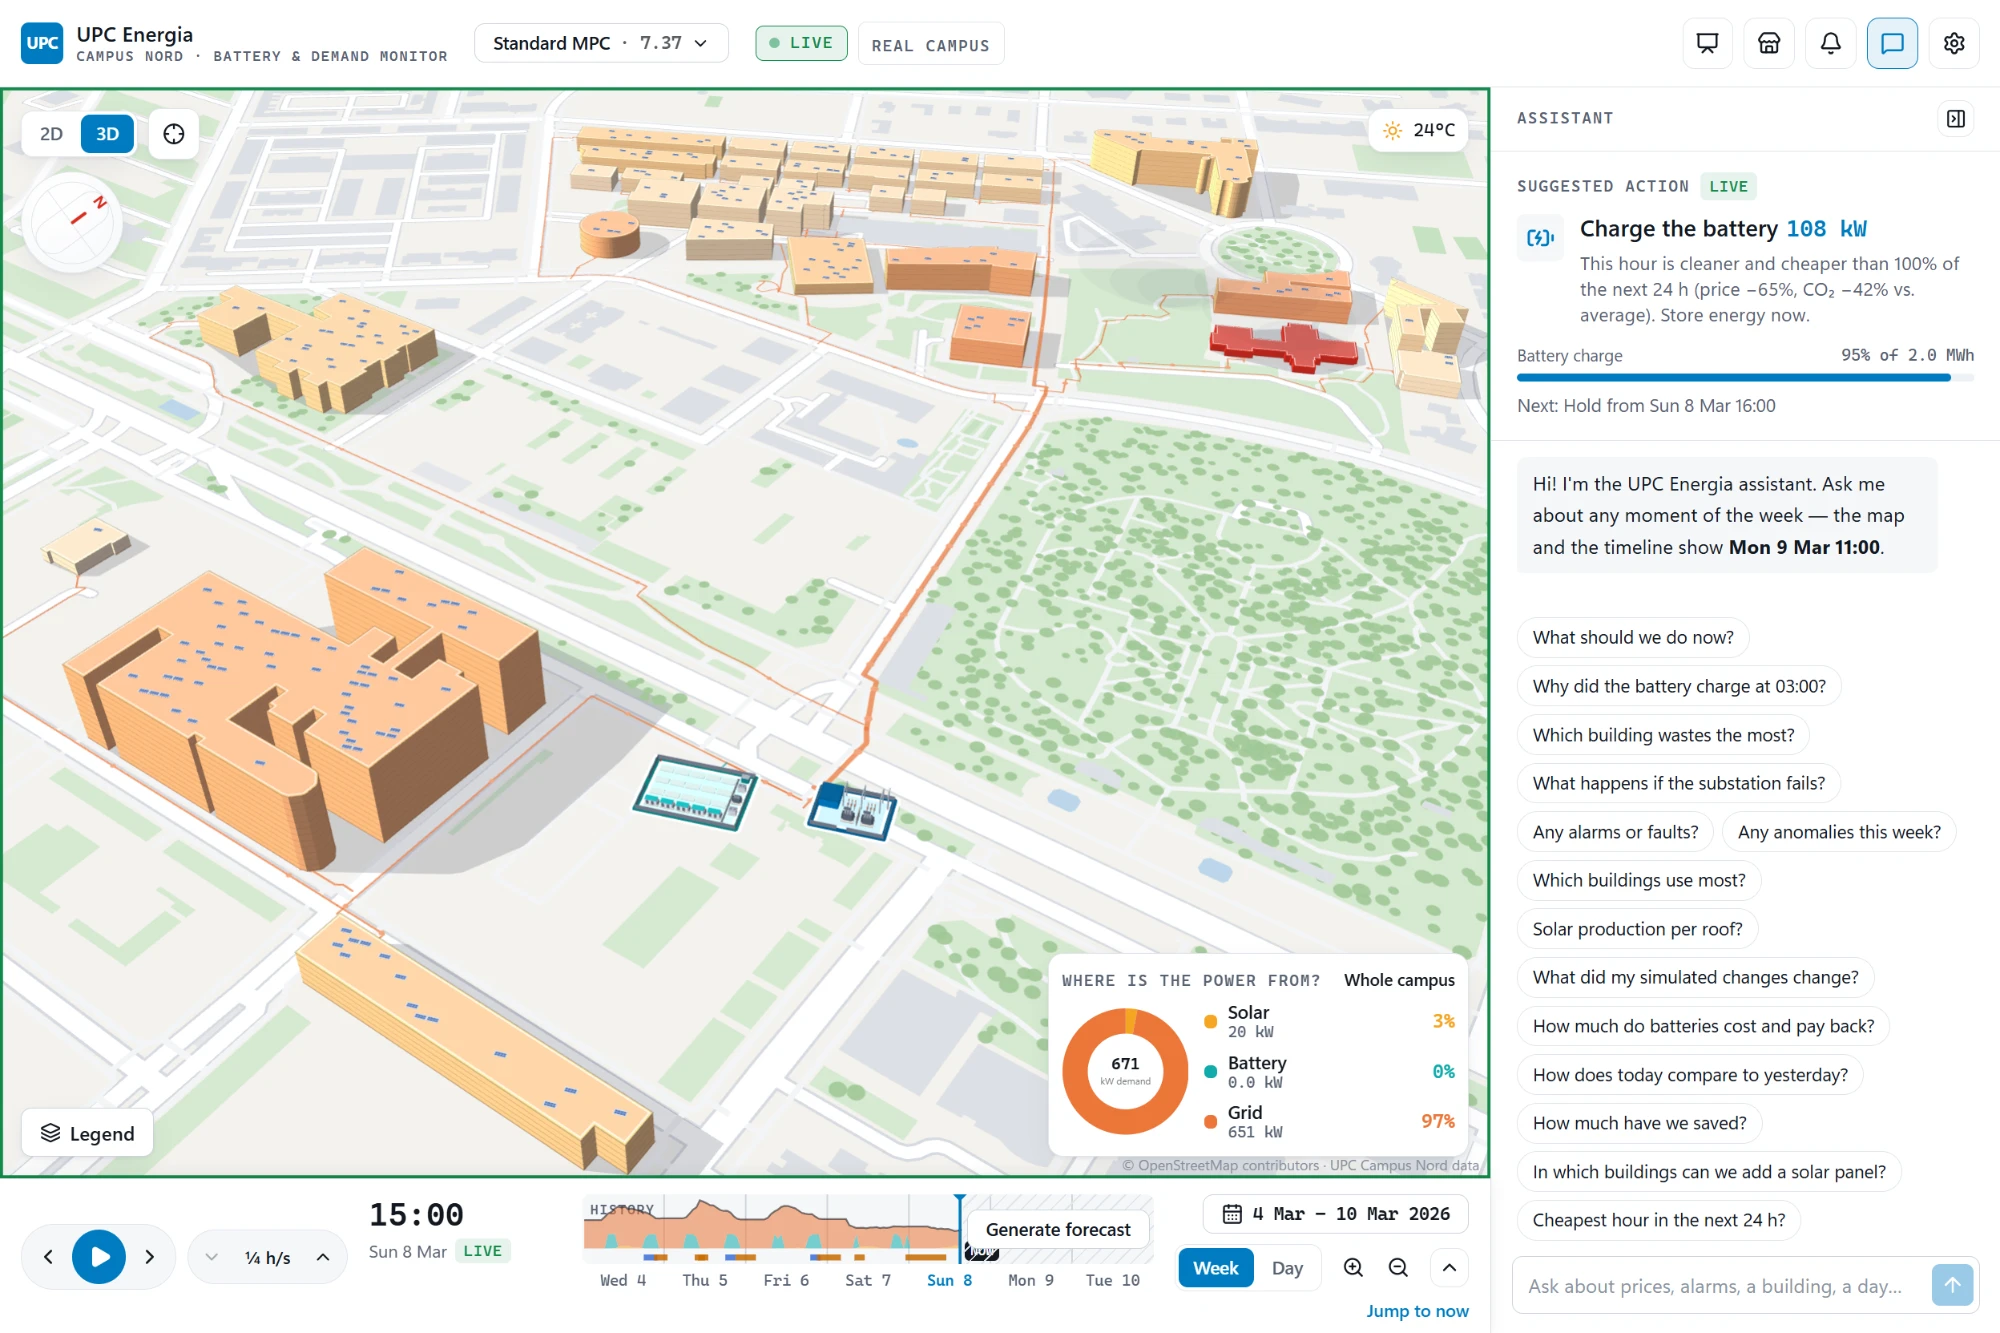 UPC
UPC Energia
CAMPUS NORD · BATTERY & DEMAND MONITOR
Standard MPC · 7.37
LIVE
REAL CAMPUS
2D
3D
N
24°C
Legend
WHERE IS THE POWER FROM?
Whole campus
671
kW demand
Solar
20 kW
3%
Battery
0.0 kW
0%
Grid
651 kW
97%
© OpenStreetMap contributors · UPC Campus Nord data
¼ h/s
15:00
Sun 8 Mar
LIVE
HISTORY
Generate forecast
Wed 4
Thu 5
Fri 6
Sat 7
Sun 8
Mon 9
Tue 10
4 Mar – 10 Mar 2026
Week
Day
Jump to now
ASSISTANT
SUGGESTED ACTION
LIVE
Charge the battery 108 kW
This hour is cleaner and cheaper than 100% of
the next 24 h (price −65%, CO₂ −42% vs.
average). Store energy now.
Battery charge
95% of 2.0 MWh
Next: Hold from Sun 8 Mar 16:00
Hi! I'm the UPC Energia assistant. Ask me
about any moment of the week — the map
and the timeline show Mon 9 Mar 11:00.
What should we do now?
Why did the battery charge at 03:00?
Which building wastes the most?
What happens if the substation fails?
Any alarms or faults?
Any anomalies this week?
Which buildings use most?
Solar production per roof?
What did my simulated changes change?
How much do batteries cost and pay back?
How does today compare to yesterday?
How much have we saved?
In which buildings can we add a solar panel?
Cheapest hour in the next 24 h?
Ask about prices, alarms, a building, a day…